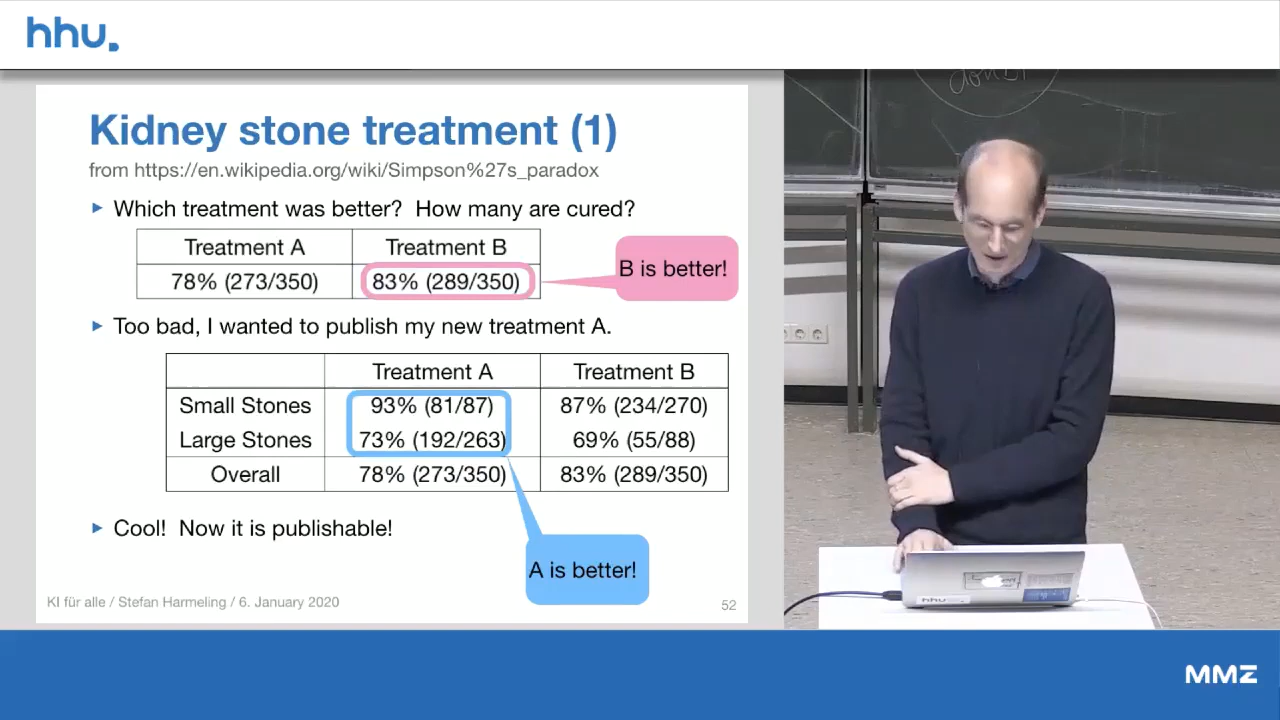 hhu.
Kidney stone treatment (1)
from https://en.wikipedia.org/wiki/Simpson%27s_paradox
▸ Which treatment was better? How many are cured?
Treatment A Treatment B
78% (273/350) 83% (289/350)
B is better!
▸ Too bad, I wanted to publish my new treatment A.
Treatment A Treatment B
Small Stones 93% (81/87) 87% (234/270)
Large Stones 73% (192/263) 69% (55/88)
Overall 78% (273/350) 83% (289/350)
▸ Cool! Now it is publishable!
A is better!
KI für alle / Stefan Harmeling / 6. January 2020
52
hhu
MMZ